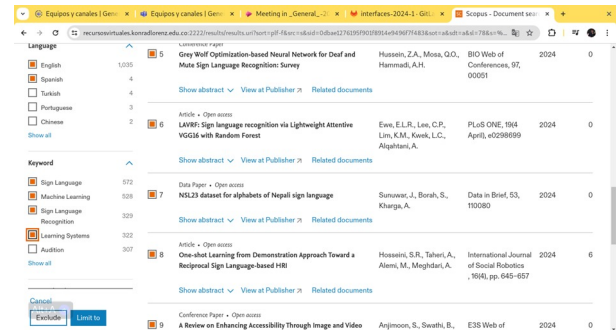 Equipos y canales | Gene
Equipos y canales | Gene
Meeting in _General_-20
interfaces-2024-1 · GitL
Scopus - Document sear
recursosvirtuales.konradlorenz.edu.co:2222/results/results.uri?sort=plf-f&src=s&sid=0dbae1276195f901f8914e9496f7f483&sot=a&sdt=a&sl=78&s=%...
Language
English 1,035
Spanish 4
Turkish 4
Portuguese 3
Chinese 2
Show all
Keyword
Sign Language 572
Machine Learning 528
Sign Language Recognition 329
Learning Systems 322
Audition 307
Show all
Cancel
Exclude
Limit to
Conference Paper
5 Grey Wolf Optimization-based Neural Network for Deaf and Mute Sign Language Recognition: Survey
Hussein, Z.A., Mosa, Q.O., Hammadi, A.H.
BIO Web of Conferences, 97, 00051
2024 0
Show abstract View at Publisher Related documents
Article • Open access
6 LAVRF: Sign language recognition via Lightweight Attentive VGG16 with Random Forest
Ewe, E.L.R., Lee, C.P., Lim, K.M., Kwek, L.C., Alqahtani, A.
PLoS ONE, 19(4 April), e0298699
2024 0
Show abstract View at Publisher Related documents
Data Paper • Open access
7 NSL23 dataset for alphabets of Nepali sign language
Sunuwar, J., Borah, S., Kharga, A.
Data in Brief, 53, 110080
2024 0
Show abstract View at Publisher Related documents
Article • Open access
8 One-shot Learning from Demonstration Approach Toward a Reciprocal Sign Language-based HRI
Hosseini, S.R., Taheri, A., Alemi, M., Meghdari, A.
International Journal of Social Robotics, 16(4), pp. 645–657
2024 6
Show abstract View at Publisher Related documents
Conference Paper • Open access
9 A Review on Enhancing Accessibility Through Image and Video
Anjimoon, S., Swathi, B.,
E3S Web of
2024 0